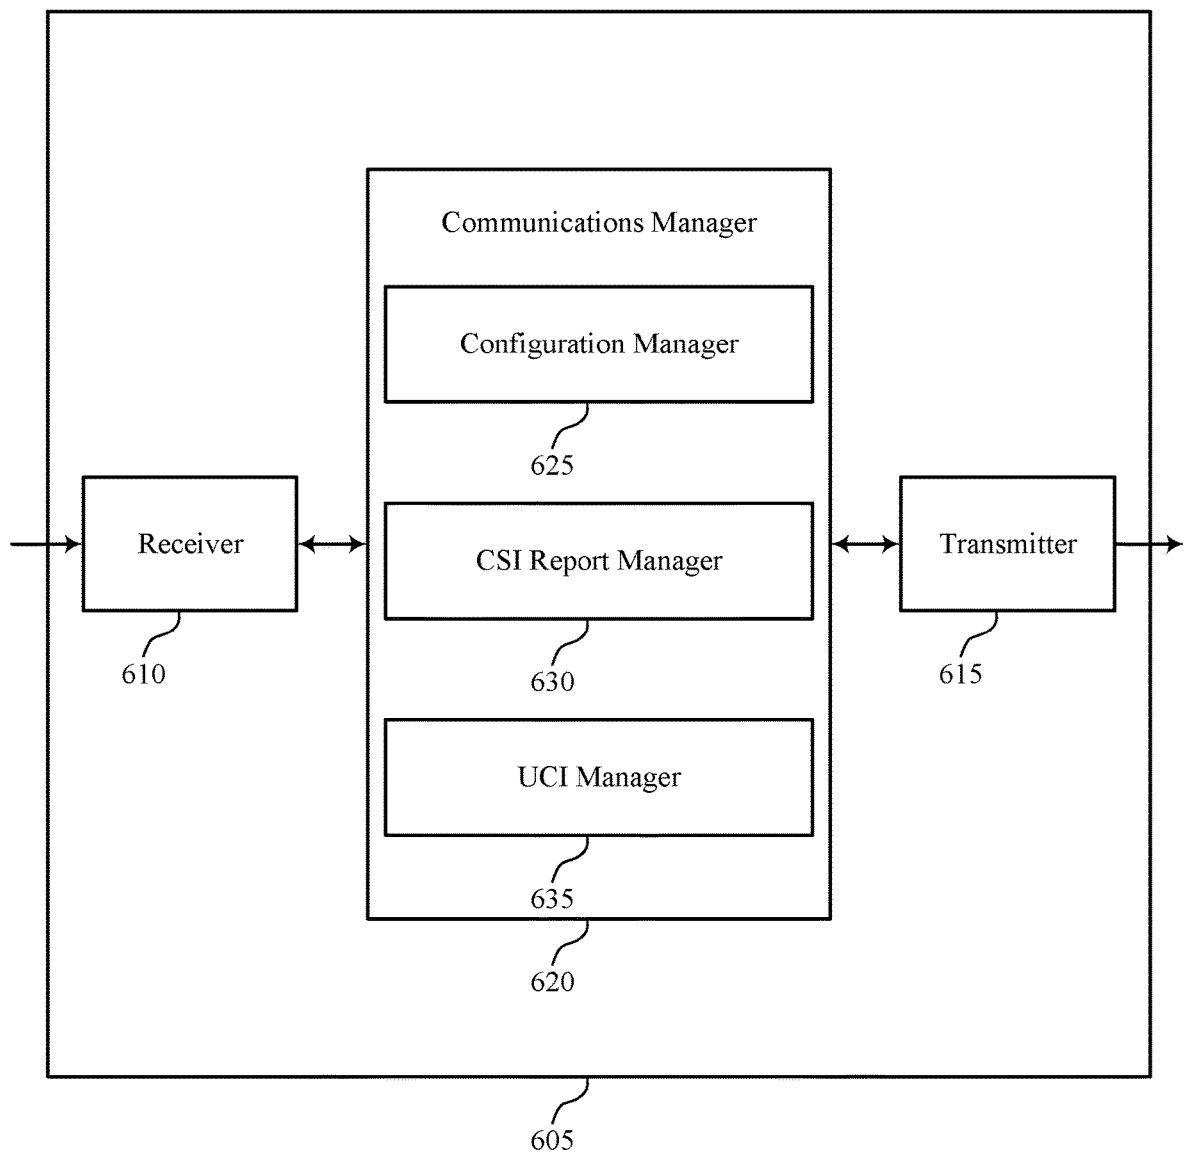 Communications Manager
Configuration Manager
625
Receiver
CSI Report Manager
Transmitter
610
630
615
UCI Manager
635
620
605